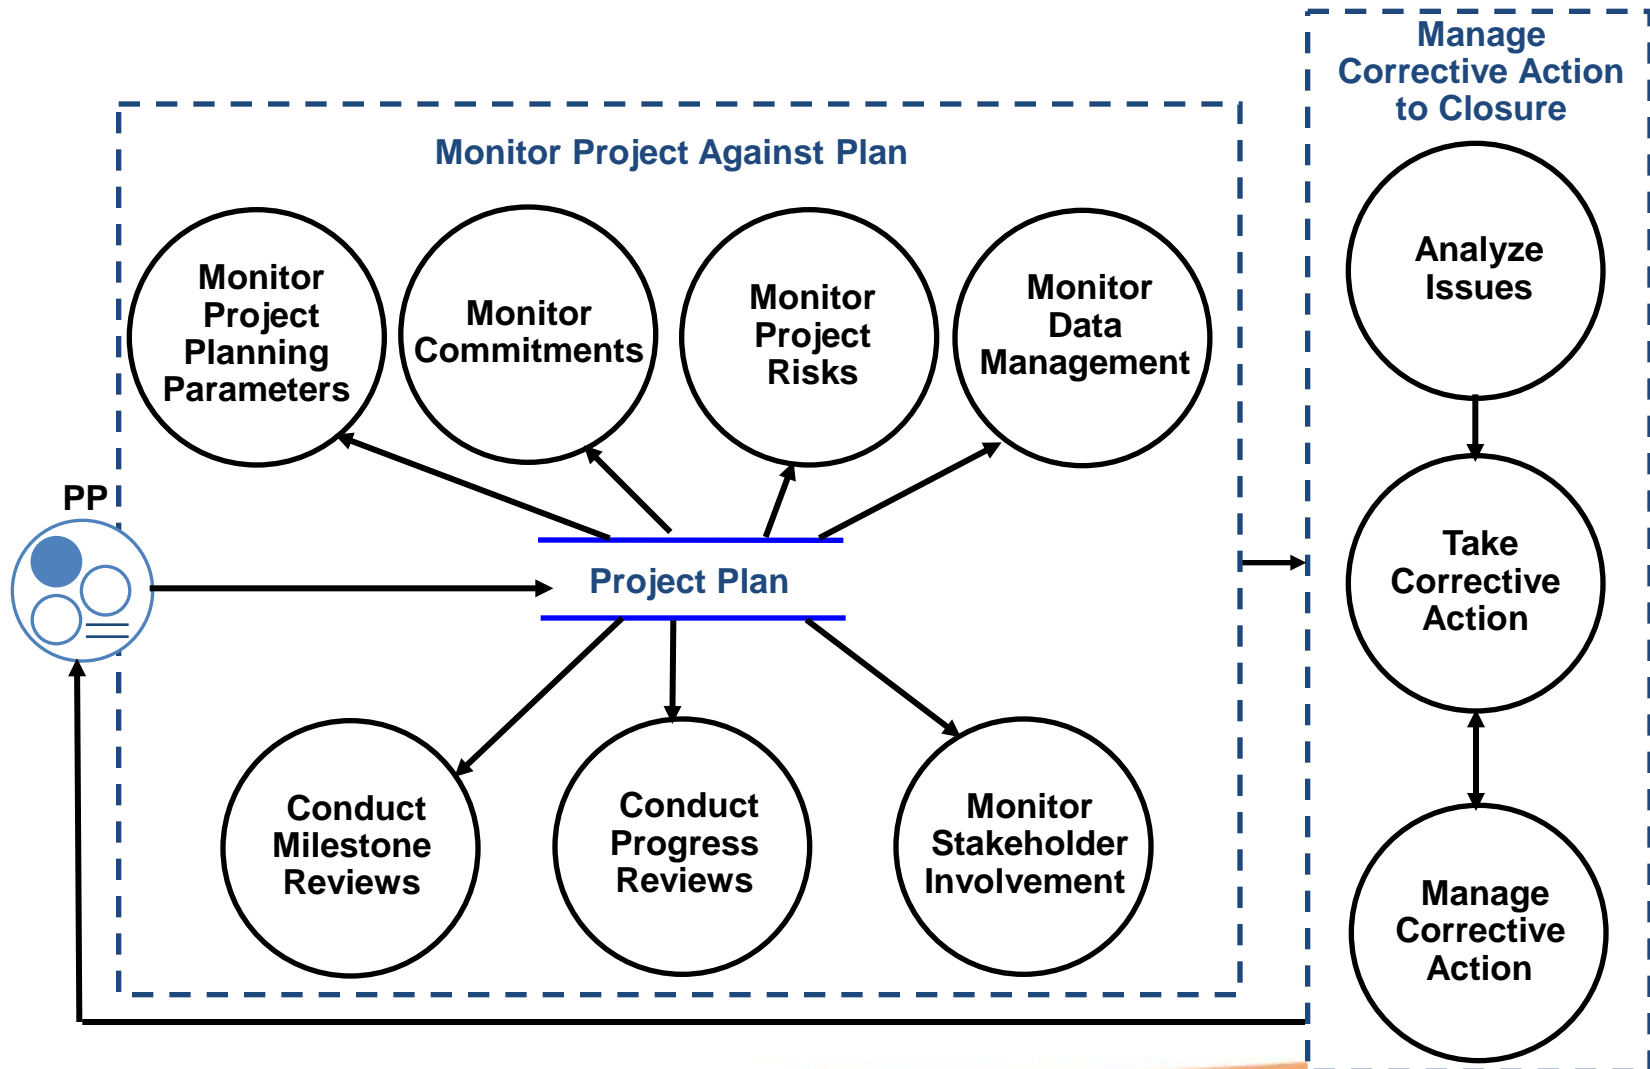 Manage
Corrective Action
to Closure
Monitor Project Against Plan
Monitor
Project
Planning
Parameters
Monitor
Commitments
Monitor
Project
Risks
Monitor
Data
Management
Analyze
Issues
PP
Project Plan
Take
Corrective
Action
Conduct
Milestone
Reviews
Conduct
Progress
Reviews
Monitor
Stakeholder
Involvement
Manage
Corrective
Action